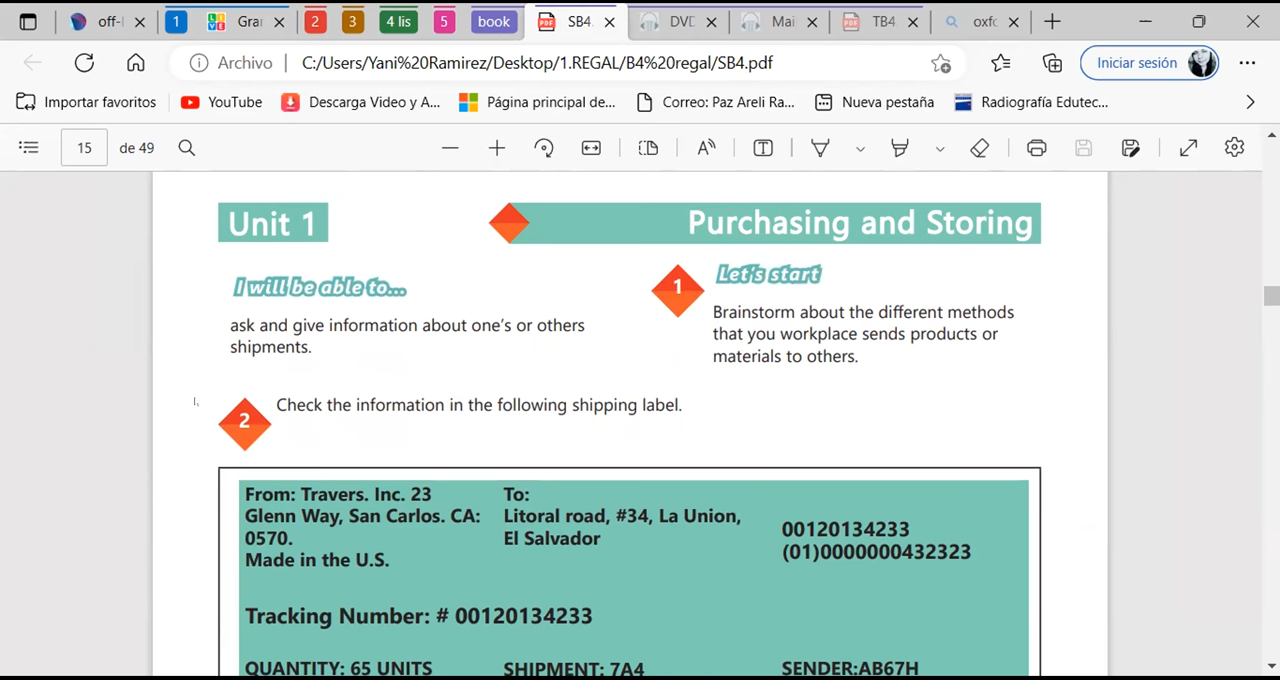 off-l
1
Gra
2
3
4 lis
5
book
SB4.
DVD
Mai
TB4
oxfo
Archivo
C:/Users/Yani%20Ramirez/Desktop/1.REGAL/B4%20regal/SB4.pdf
Iniciar sesión
Importar favoritos
YouTube
Descarga Video y A...
Página principal de...
Correo: Paz Areli Ra...
Nueva pestaña
Radiografía Edutec...
15 de 49
Unit 1
Purchasing and Storing
I will be able to...
ask and give information about one's or others
shipments.
1
Let's start
Brainstorm about the different methods
that you workplace sends products or
materials to others.
2
Check the information in the following shipping label.
From: Travers. Inc. 23
Glenn Way, San Carlos. CA:
0570.
Made in the U.S.
To:
Litoral road, #34, La Union,
El Salvador
00120134233
(01)0000000432323
Tracking Number: # 00120134233
QUANTITY: 65 UNITS
SHIPMENT: 7A4
SENDER:AB67H